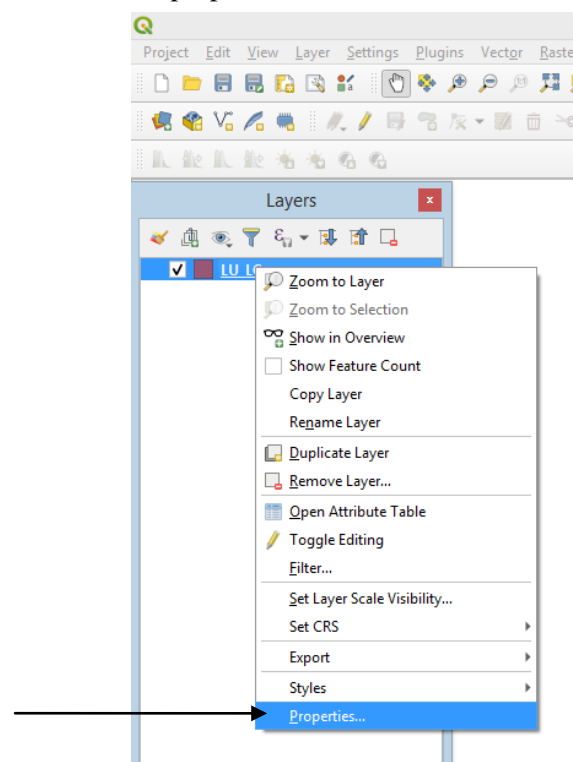 Project Edit View Layer Settings Plugins Vector Raste
Layers
LU_LC
Zoom to Layer
Zoom to Selection
Show in Overview
Show Feature Count
Copy Layer
Rename Layer
Duplicate Layer
Remove Layer...
Open Attribute Table
Toggle Editing
Filter...
Set Layer Scale Visibility...
Set CRS
Export
Styles
Properties...